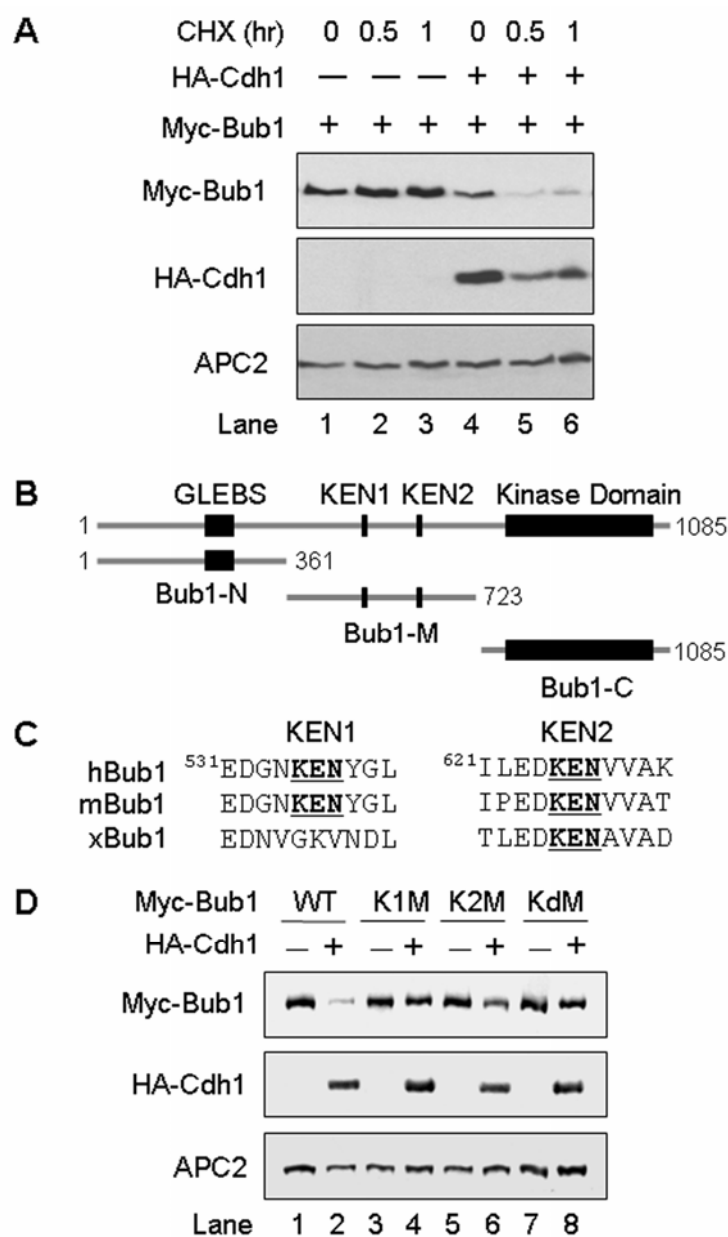 A
CHX (hr) 0 0.5 1 0 0.5 1
HA-Cdh1 — — — + + +
Myc-Bub1 + + + + + +
Myc-Bub1
HA-Cdh1
APC2
Lane 1 2 3 4 5 6
B
GLEBS KEN1 KEN2 Kinase Domain
1 1085
1 361
Bub1-N
723
Bub1-M
1085
Bub1-C
C
KEN1 KEN2
hBub1 531EDGNKENYGL 621ILEDKENVVAK
mBub1 EDGNKENYGL IPEDKENVVAT
xBub1 EDNVGKVNDL TLEDKENAVAD
D
Myc-Bub1 WT K1M K2M KdM
HA-Cdh1 — + — + — + — +
Myc-Bub1
HA-Cdh1
APC2
Lane 1 2 3 4 5 6 7 8